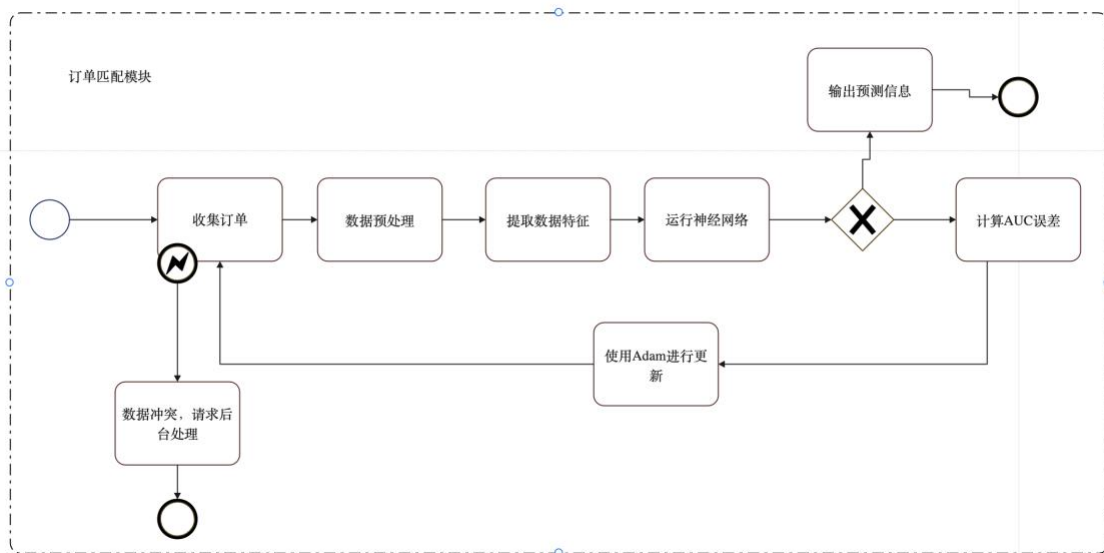 订单匹配模块
输出预测信息
收集订单
数据预处理
提取数据特征
运行神经网络
计算AUC误差
使用Adam进行更
新
数据冲突，请求后
台处理